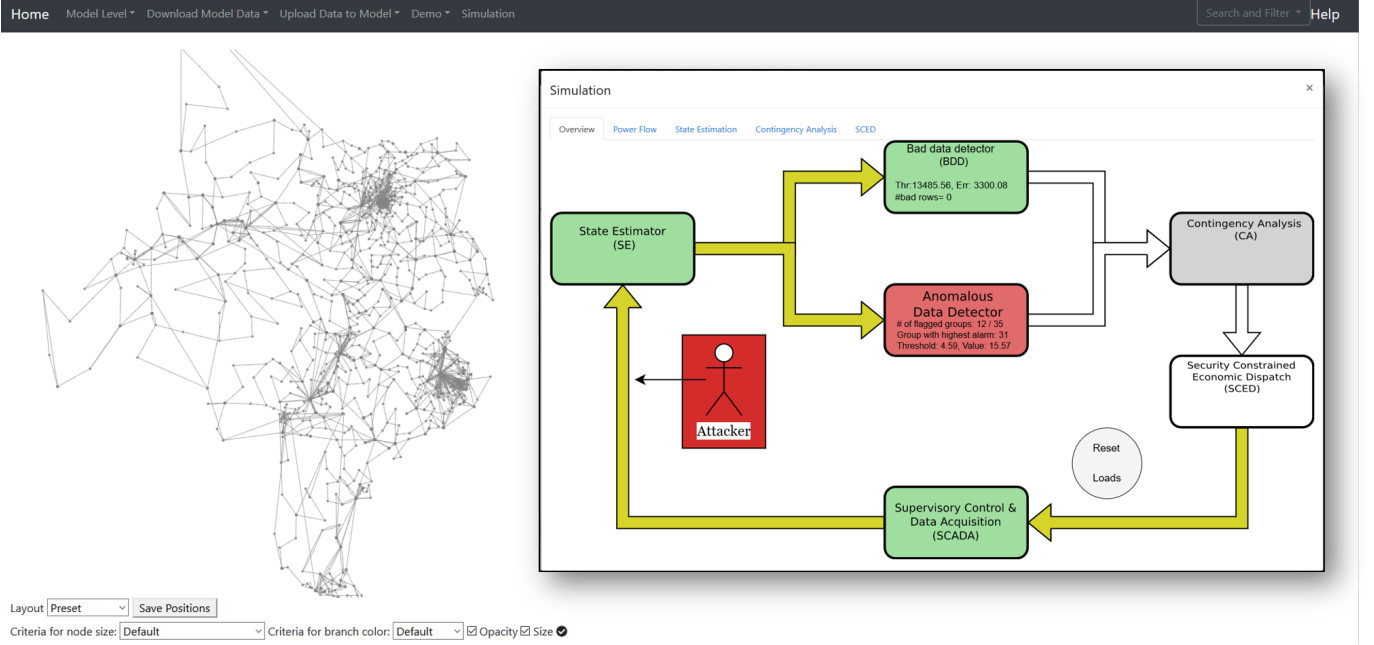 Home Model Level Download Model Data Upload Data to Model Demo Simulation Search and Filter Help
Simulation
×
Overview Power Flow State Estimation Contingency Analysis SCED
Bad data detector
(BDD)
Thr:13485.56, Err: 3300.08
#bad rows= 0
State Estimator
(SE)
Contingency Analysis
(CA)
Anomalous
Data Detector
# of flagged groups: 12 / 35
Group with highest alarm: 31
Threshold: 4.59, Value: 15.57
Attacker
Security Constrained
Economic Dispatch
(SCED)
Reset
Loads
Supervisory Control &
Data Acquisition
(SCADA)
Layout Preset Save Positions
Criteria for node size: Default Criteria for branch color: Default Opacity Size